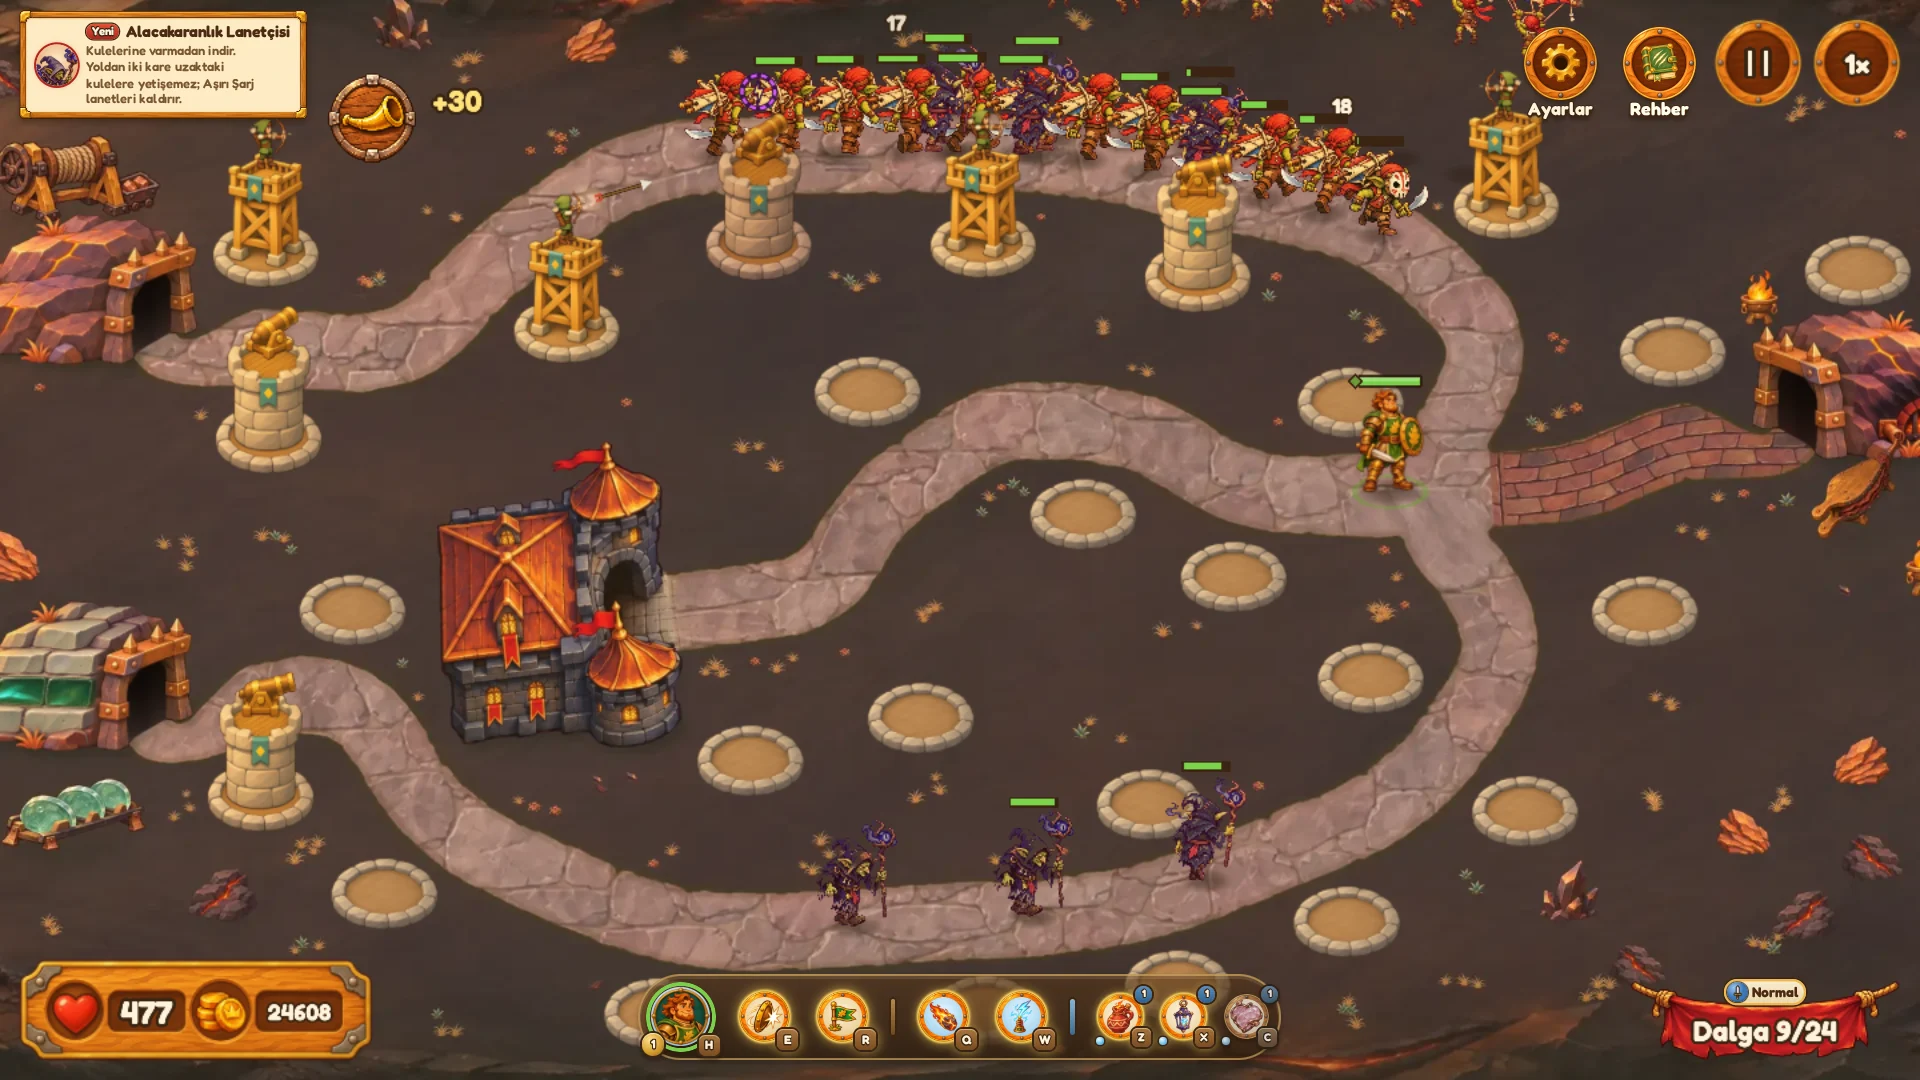 Yeni Alacakaranlık Lanetçisi
Kulelerine varmadan indir.
Yoldan iki kare uzaktaki
kulelere yetişemez; Aşırı Şarj
lanetleri kaldırır.
+30
17
18
Ayarlar
Rehber
1x
477
24608
1
H
E
R
Q
W
1
Z
1
X
1
C
Normal
Dalga 9/24